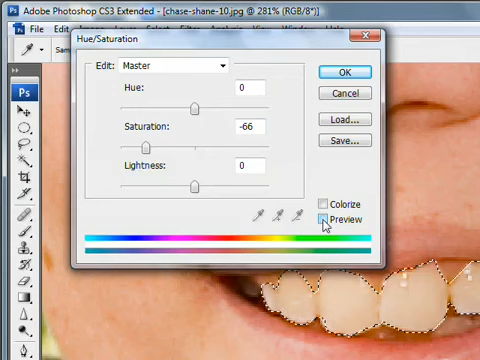 Adobe Photoshop CS3 Extended - [chase-shane-10.jpg @ 281% (RGB/8*)]
File
Hue/Saturation
Edit: Master
OK
Hue: 0
Cancel
Load...
Saturation: -66
Save...
Lightness: 0
Colorize
Preview
Ps